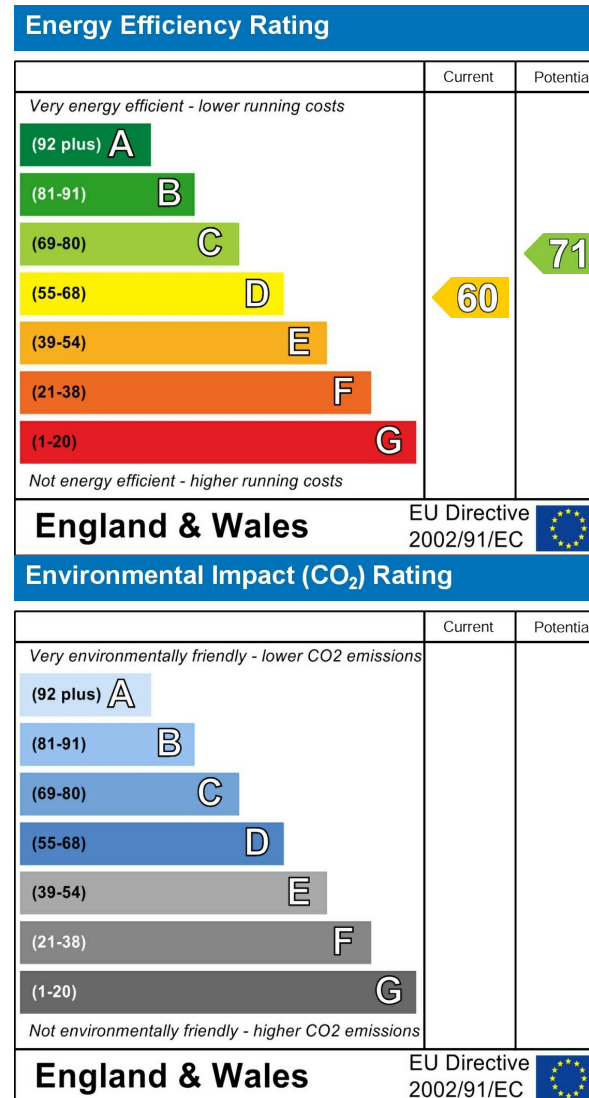 Energy Efficiency Rating
Current Potentia
Very energy efficient - lower running costs
(92 plus) A
(81-91) B
(69-80) C
71
(55-68) D
60
(39-54) E
(21-38) F
(1-20) G
Not energy efficient - higher running costs
England & Wales
EU Directive
2002/91/EC
Environmental Impact (CO₂) Rating
Current Potentia
Very environmentally friendly - lower CO2 emissions
(92 plus) A
(81-91) B
(69-80) C
(55-68) D
(39-54) E
(21-38) F
(1-20) G
Not environmentally friendly - higher CO2 emissions
England & Wales
EU Directive
2002/91/EC